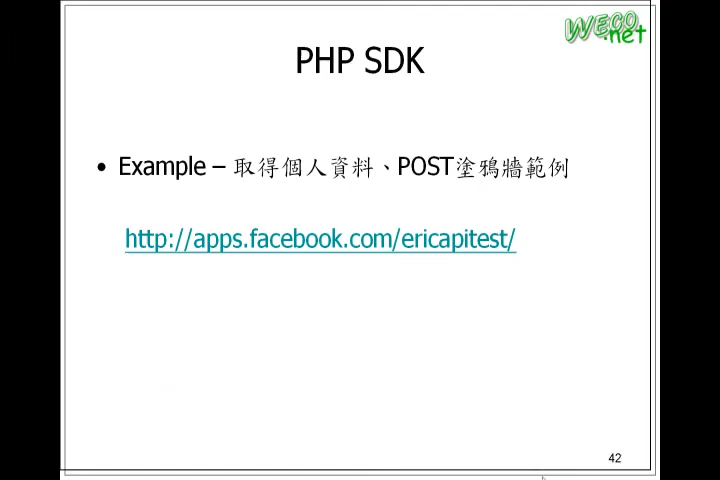 WECO
.net
PHP SDK
• Example – 取得個人資料、POST塗鴉牆範例
http://apps.facebook.com/ericapitest/
42